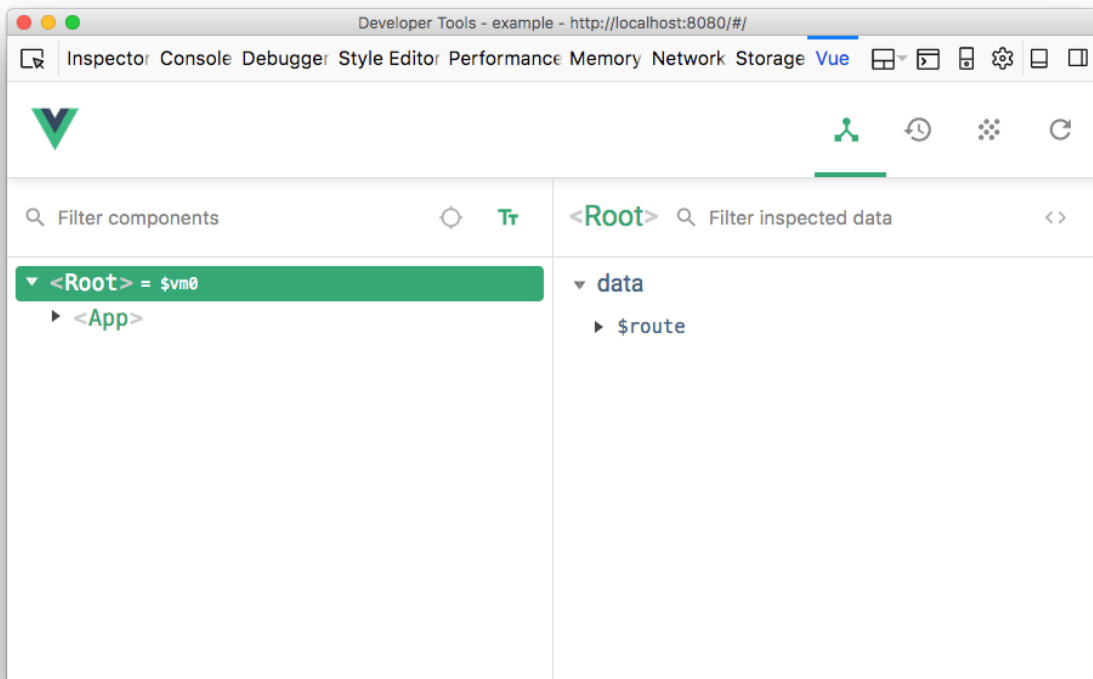 Developer Tools - example - http://localhost:8080/#/
Inspector Console Debugger Style Editor Performance Memory Network Storage Vue
Filter components
Tт
<Root> Filter inspected data < >
<Root> = $vm0
<App>
data
$route